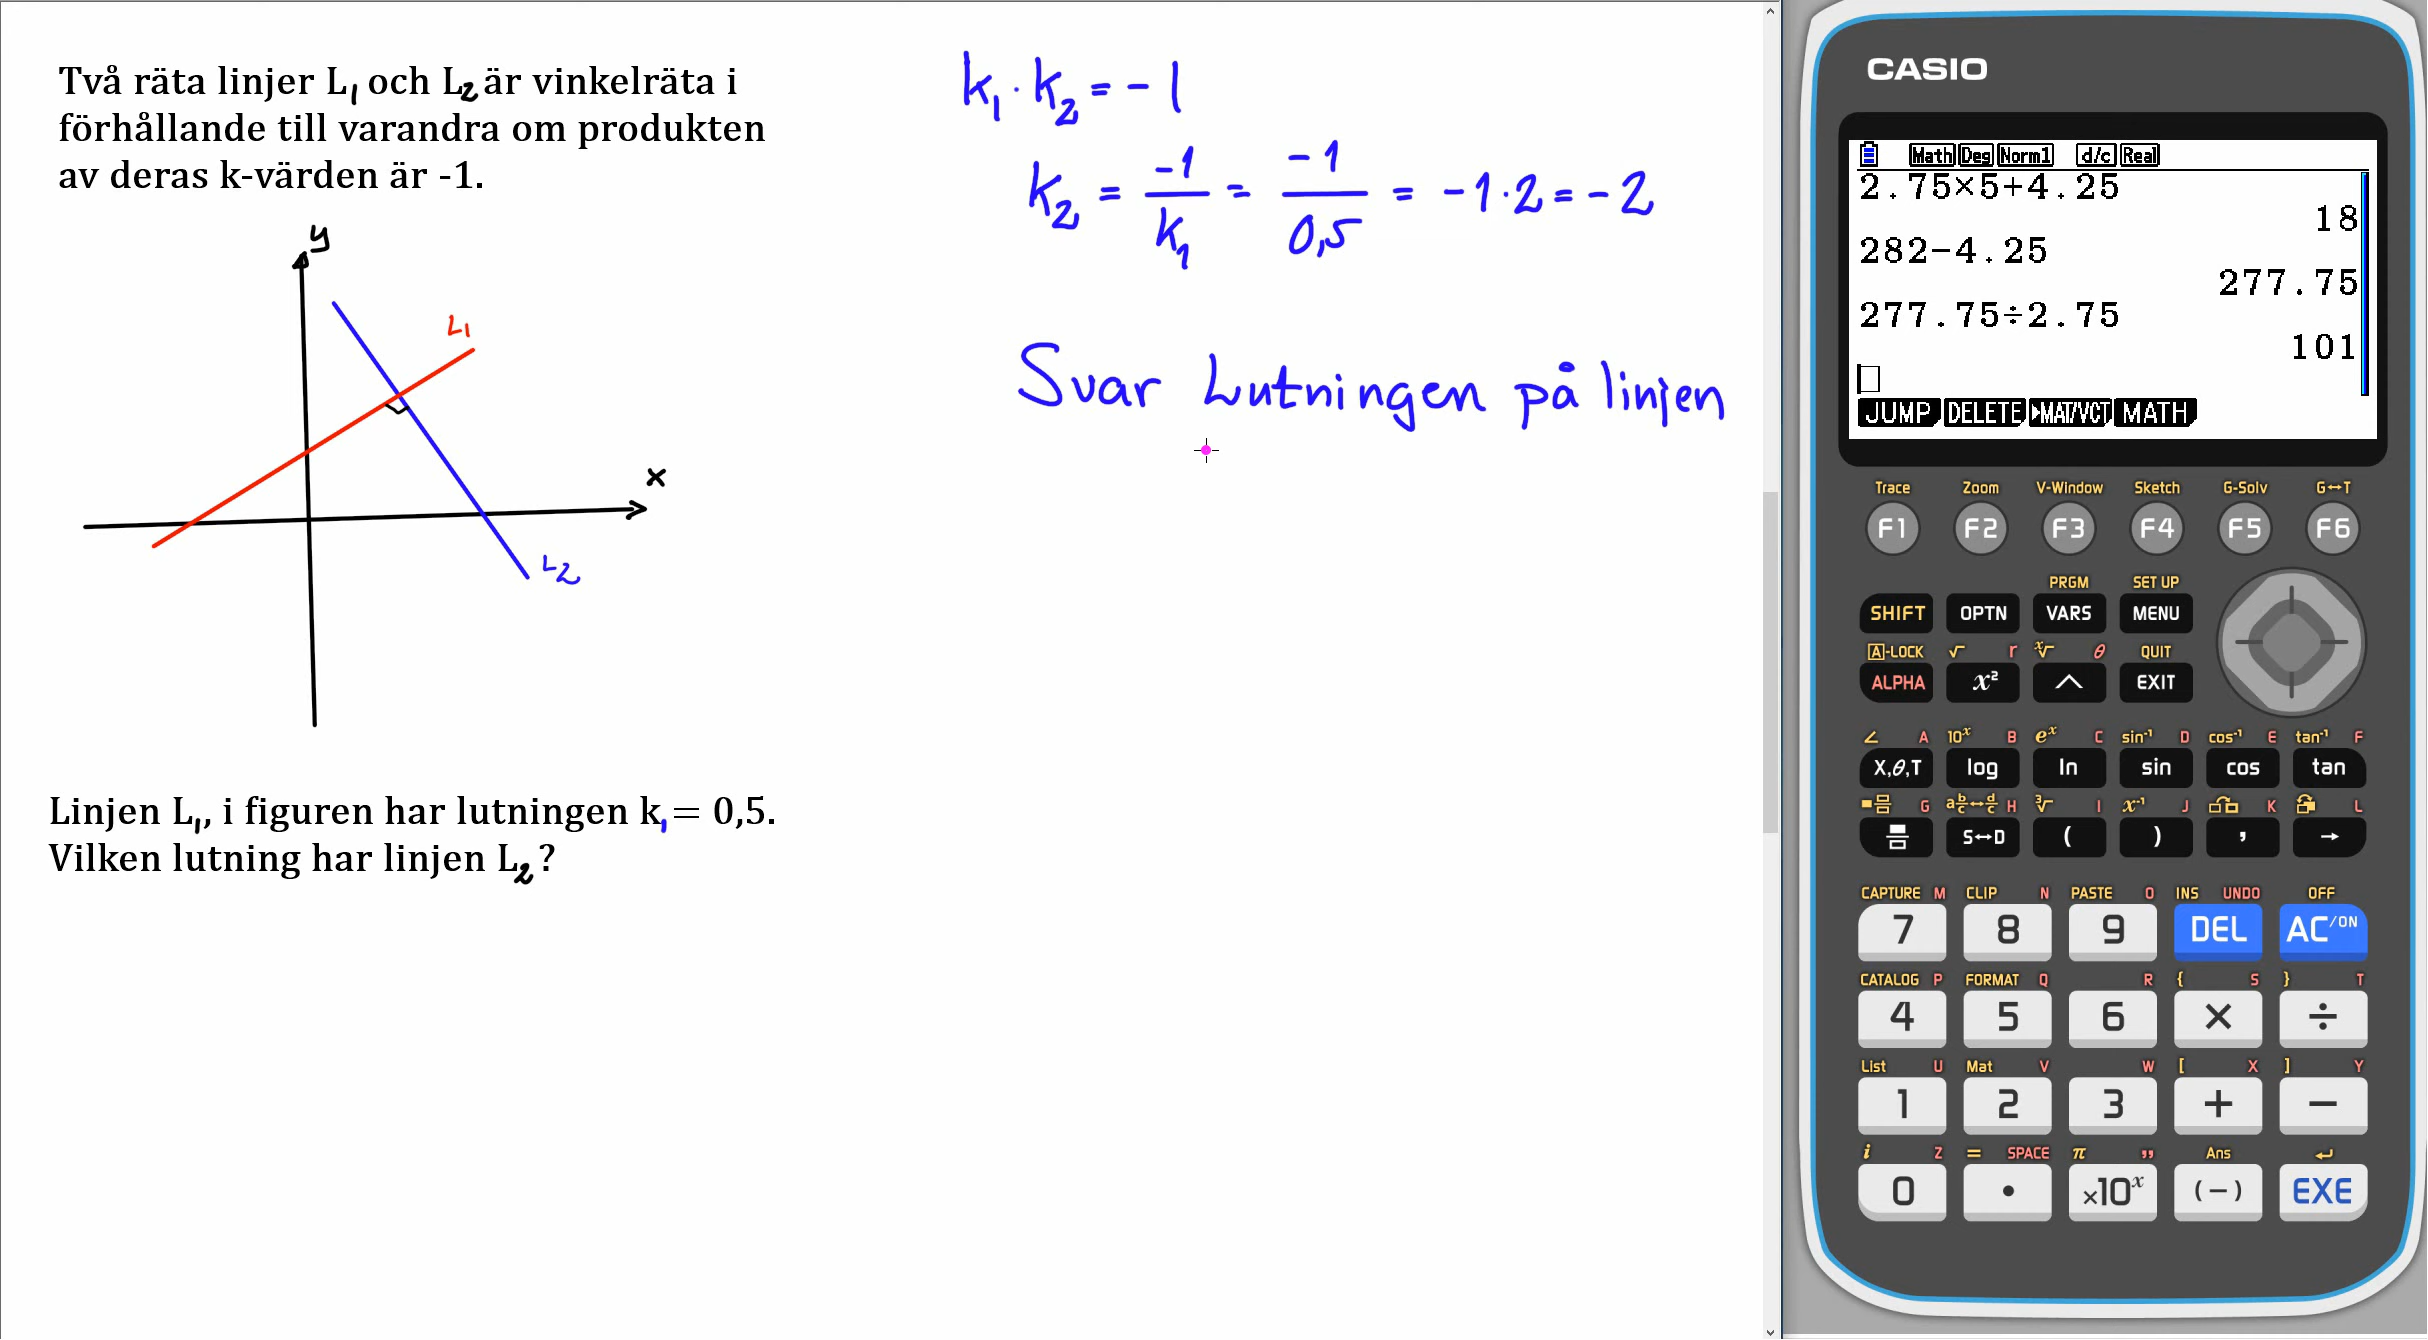 Två räta linjer L₁ och L₂ är vinkelräta i
förhållande till varandra om produkten
av deras k-värden är -1.
y
L₁
x
L₂
Linjen L₁, i figuren har lutningen k₁ = 0,5.
Vilken lutning har linjen L₂?
k₁ · k₂ = -1
k₂ = -1/k₁ = -1/0,5 = -1·2 = -2
Svar Lutningen på linjen
CASIO
Math Deg Norm1 d/c Real
2.75×5+4.25
18
282-4.25
277.75
277.75÷2.75
101
JUMP DELETE ▶MAT/VCT MATH
Trace Zoom V-Window Sketch G-Solv G↔T
F1 F2 F3 F4 F5 F6
PRGM SET UP
SHIFT OPTN VARS MENU
A-LOCK √ r ˣ√ θ QUIT
ALPHA x² ^ EXIT
∠ A 10ˣ B eˣ C sin⁻¹ D cos⁻¹ E tan⁻¹ F
X,θ,T log ln sin cos tan
G a b/c↔d/c H ³√ I x⁻¹ J K L
S↔D ( ) , →
CAPTURE M CLIP N PASTE O INS UNDO OFF
7 8 9 DEL AC/ON
CATALOG P FORMAT Q R { S } T
4 5 6 × ÷
List U Mat V W [ X ] Y
1 2 3 + −
i Z = SPACE π " Ans ↵
0 • ×10ˣ (−) EXE